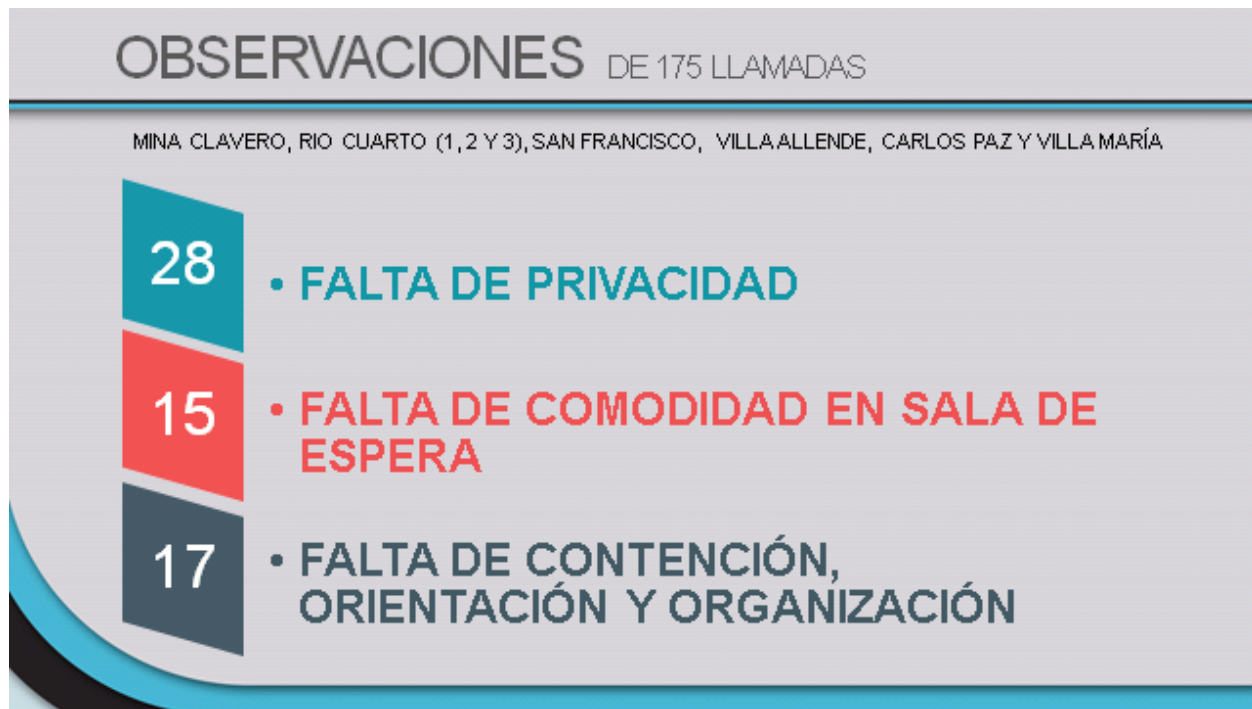 OBSERVACIONES DE 175 LLAMADAS
MINA CLAVERO, RIO CUARTO (1, 2 Y 3), SAN FRANCISCO, VILLA ALLENDE, CARLOS PAZ Y VILLA MARÍA
28
• FALTA DE PRIVACIDAD
15
• FALTA DE COMODIDAD EN SALA DE
ESPERA
17
• FALTA DE CONTENCIÓN,
ORIENTACIÓN Y ORGANIZACIÓN